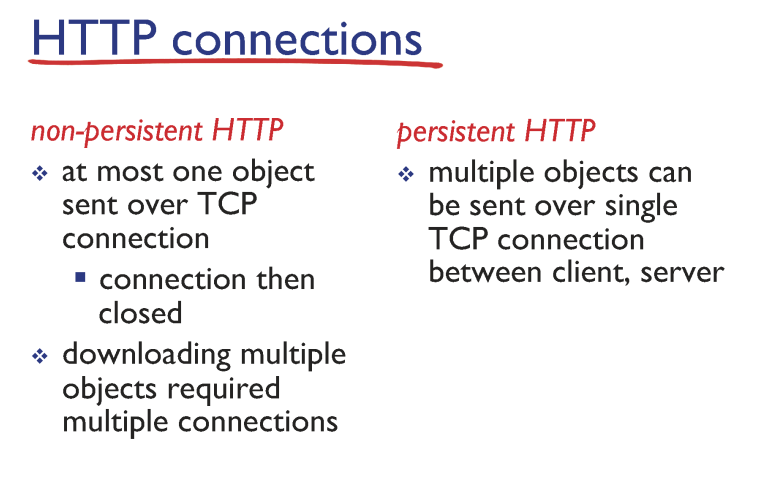 HTTP connections
non-persistent HTTP
at most one object
sent over TCP
connection
connection then
closed
downloading multiple
objects required
multiple connections
persistent HTTP
multiple objects can
be sent over single
TCP connection
between client, server